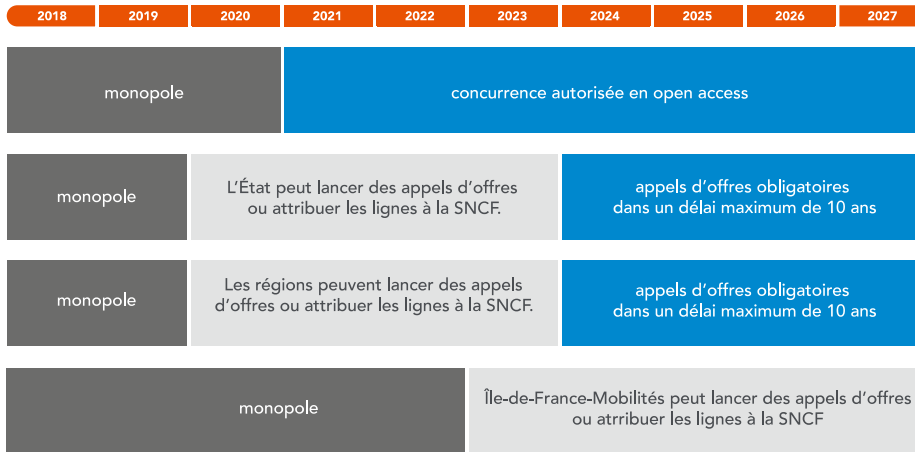 2018 2019 2020 2021 2022 2023 2024 2025 2026 2027
monopole
concurrence autorisée en open access
monopole
L’État peut lancer des appels d’offres
ou attribuer les lignes à la SNCF.
appels d’offres obligatoires
dans un délai maximum de 10 ans
monopole
Les régions peuvent lancer des appels
d’offres ou attribuer les lignes à la SNCF.
appels d’offres obligatoires
dans un délai maximum de 10 ans
monopole
Île-de-France-Mobilités peut lancer des appels d’offres
ou atrribuer les lignes à la SNCF